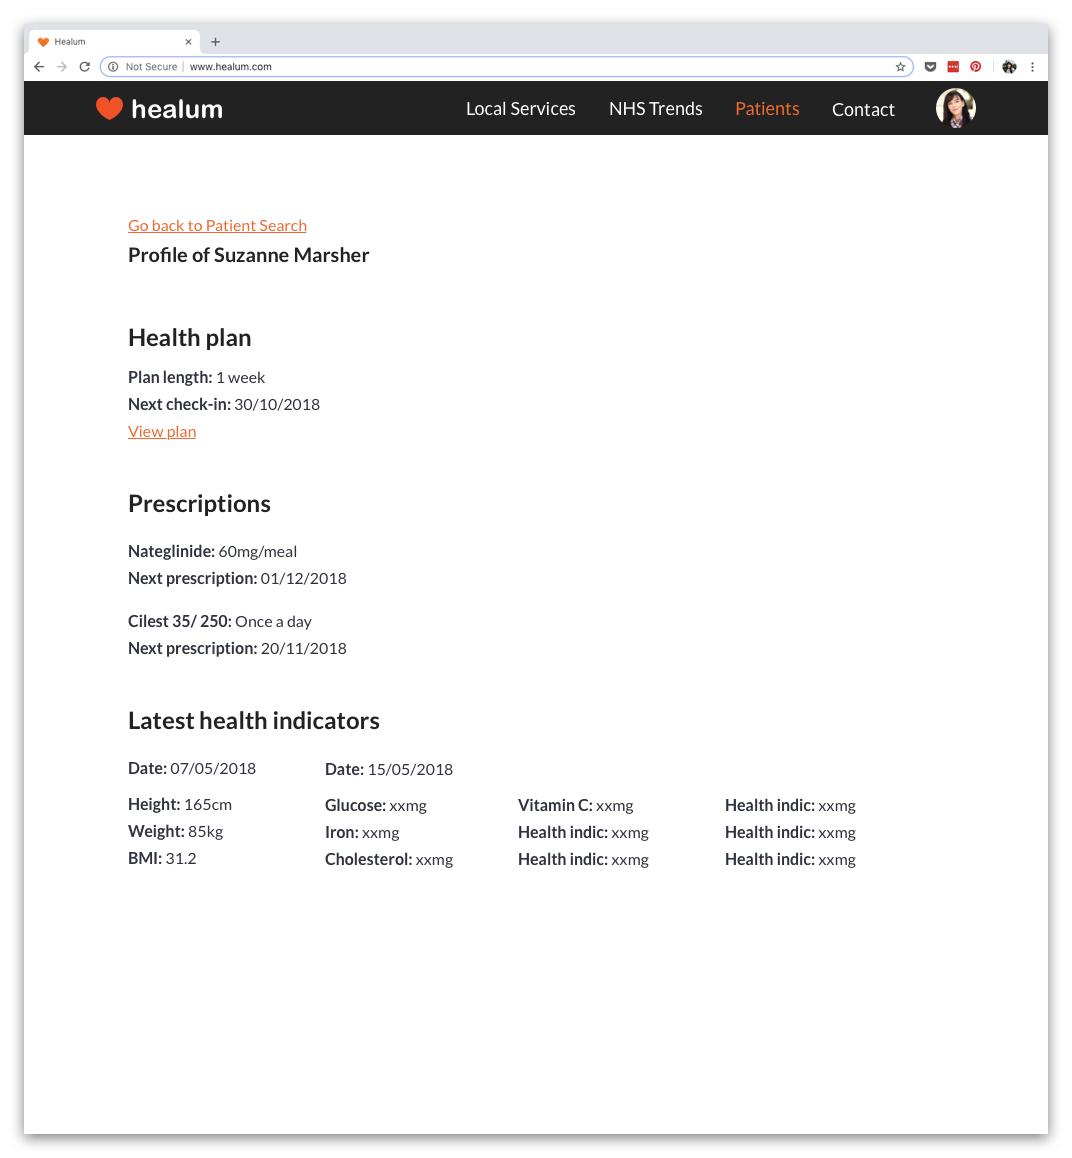 Healum
Not Secure www.healum.com
healum Local Services NHS Trends Patients Contact
Go back to Patient Search
Profile of Suzanne Marsher
Health plan
Plan length: 1 week
Next check-in: 30/10/2018
View plan
Prescriptions
Nateglinide: 60mg/meal
Next prescription: 01/12/2018
Cilest 35/ 250: Once a day
Next prescription: 20/11/2018
Latest health indicators
Date: 07/05/2018 Date: 15/05/2018
Height: 165cm Glucose: xxmg Vitamin C: xxmg Health indic: xxmg
Weight: 85kg Iron: xxmg Health indic: xxmg Health indic: xxmg
BMI: 31.2 Cholesterol: xxmg Health indic: xxmg Health indic: xxmg